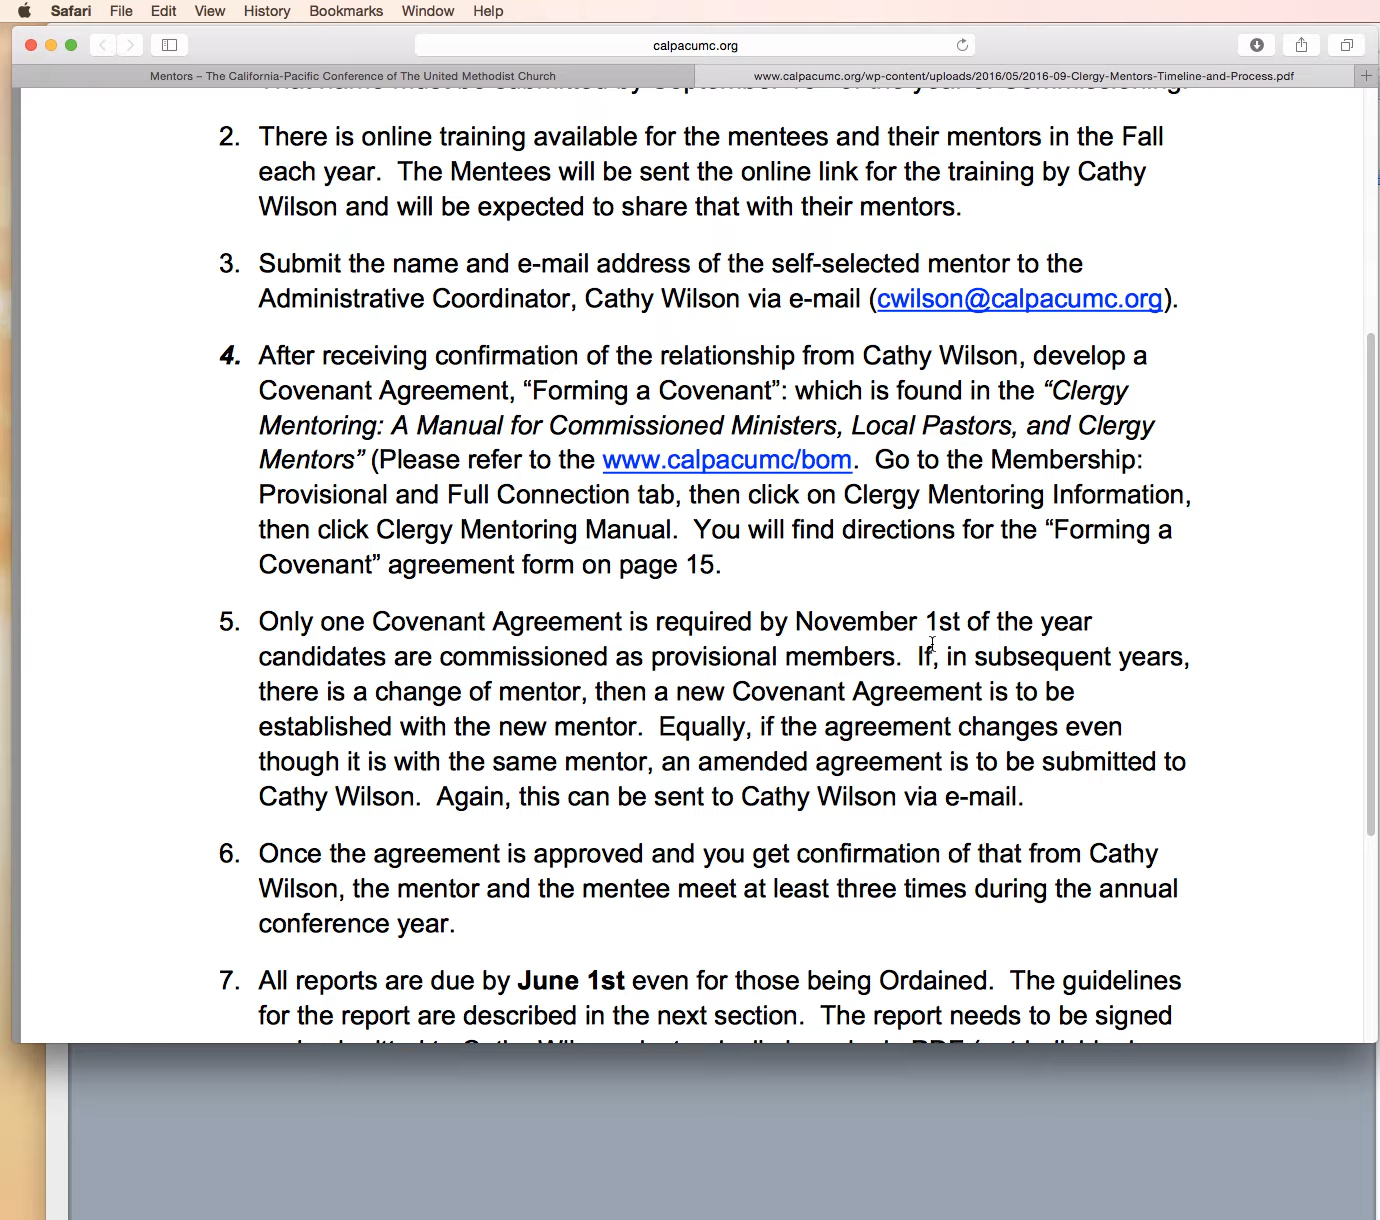 Safari File Edit View History Bookmarks Window Help
calpacumc.org
Mentors – The California-Pacific Conference of The United Methodist Church
www.calpacumc.org/wp-content/uploads/2016/05/2016-09-Clergy-Mentors-Timeline-and-Process.pdf
2. There is online training available for the mentees and their mentors in the Fall
each year. The Mentees will be sent the online link for the training by Cathy
Wilson and will be expected to share that with their mentors.
3. Submit the name and e-mail address of the self-selected mentor to the
Administrative Coordinator, Cathy Wilson via e-mail (cwilson@calpacumc.org).
4. After receiving confirmation of the relationship from Cathy Wilson, develop a
Covenant Agreement, “Forming a Covenant”: which is found in the “Clergy
Mentoring: A Manual for Commissioned Ministers, Local Pastors, and Clergy
Mentors” (Please refer to the www.calpacumc/bom. Go to the Membership:
Provisional and Full Connection tab, then click on Clergy Mentoring Information,
then click Clergy Mentoring Manual. You will find directions for the “Forming a
Covenant” agreement form on page 15.
5. Only one Covenant Agreement is required by November 1st of the year
candidates are commissioned as provisional members. If, in subsequent years,
there is a change of mentor, then a new Covenant Agreement is to be
established with the new mentor. Equally, if the agreement changes even
though it is with the same mentor, an amended agreement is to be submitted to
Cathy Wilson. Again, this can be sent to Cathy Wilson via e-mail.
6. Once the agreement is approved and you get confirmation of that from Cathy
Wilson, the mentor and the mentee meet at least three times during the annual
conference year.
7. All reports are due by June 1st even for those being Ordained. The guidelines
for the report are described in the next section. The report needs to be signed